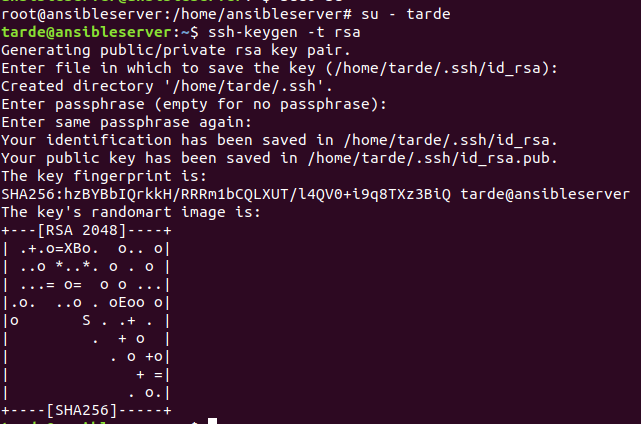 root@ansibleserver:/home/ansibleserver# su - tarde
tarde@ansibleserver:~$ ssh-keygen -t rsa
Generating public/private rsa key pair.
Enter file in which to save the key (/home/tarde/.ssh/id_rsa):
Created directory '/home/tarde/.ssh'.
Enter passphrase (empty for no passphrase):
Enter same passphrase again:
Your identification has been saved in /home/tarde/.ssh/id_rsa.
Your public key has been saved in /home/tarde/.ssh/id_rsa.pub.
The key fingerprint is:
SHA256:hzBYBbIQrkkH/RRRm1bCQLXUT/l4QV0+i9q8TXz3BiQ tarde@ansibleserver
The key's randomart image is:
+---[RSA 2048]----+
| .+.o=XBo.  o.. o|
| ..o *..*. o . o |
| ...= o=  o o ...|
|.o.  ..o . oEoo o|
|o       S . .+ . |
|         .  + o  |
|           . o +o|
|              + =|
|             . o.|
+----[SHA256]-----+